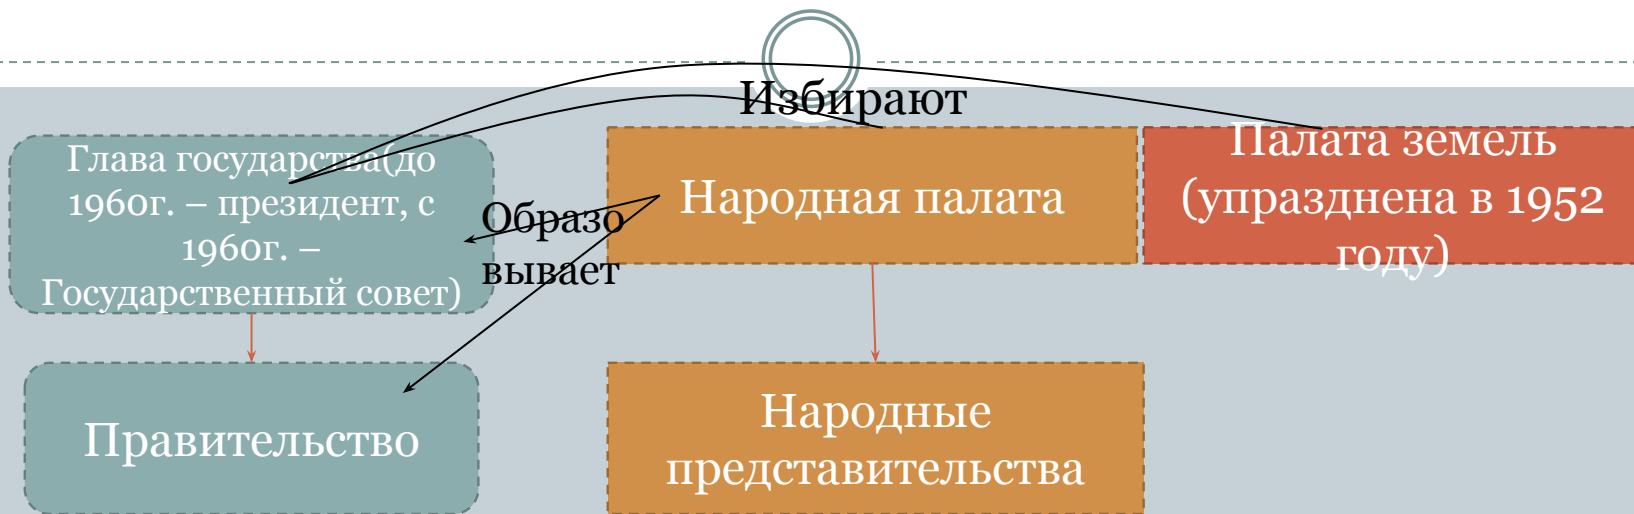 Избирают
Глава государства(до
1960г. – президент, с
1960г. –
Государственный совет)
Образо
вывает
Народная палата
Палата земель
(упразднена в 1952
году)
Правительство
Народные
представительства